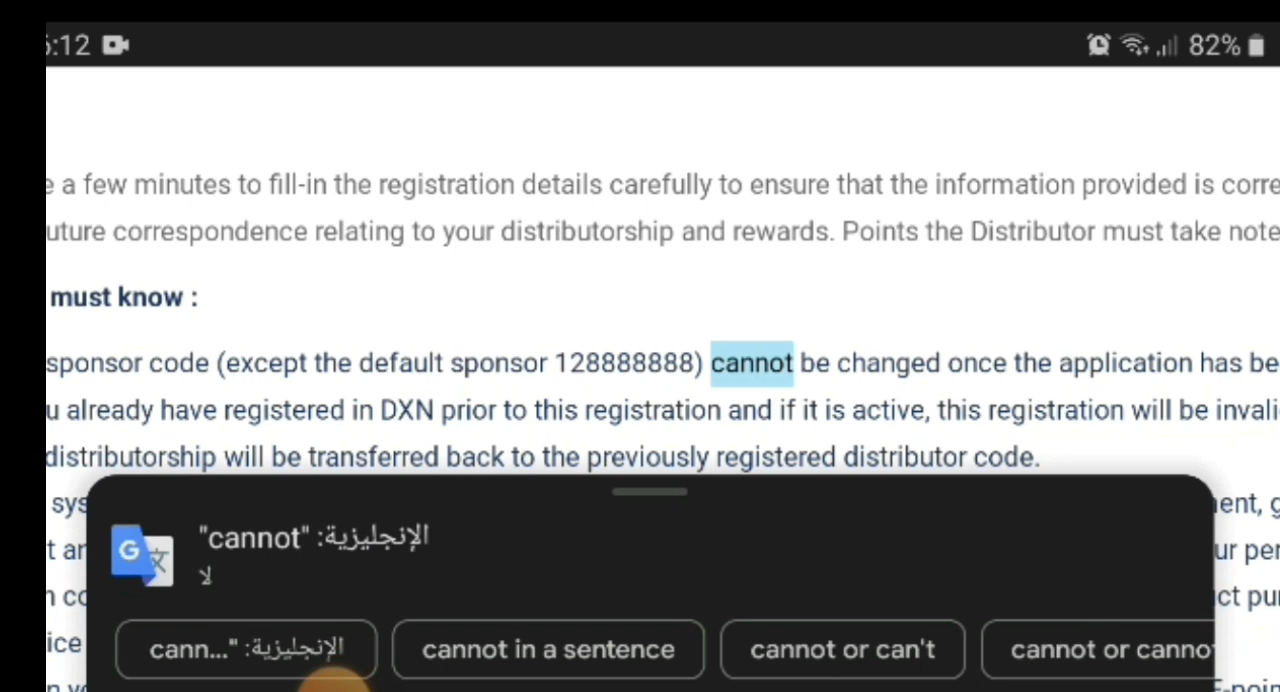 :12
82%
a few minutes to fill-in the registration details carefully to ensure that the information provided is
correspondence relating to your distributorship and rewards. Points the Distributor must take note
must know :
sponsor code (except the default sponsor 128888888) cannot be changed once the application has be
already have registered in DXN prior to this registration and if it is active, this registration will be
distributorship will be transferred back to the previously registered distributor code.
الإنجليزية: "cannot"
لا
الإنجليزية: "cann...
cannot in a sentence
cannot or can't
cannot or